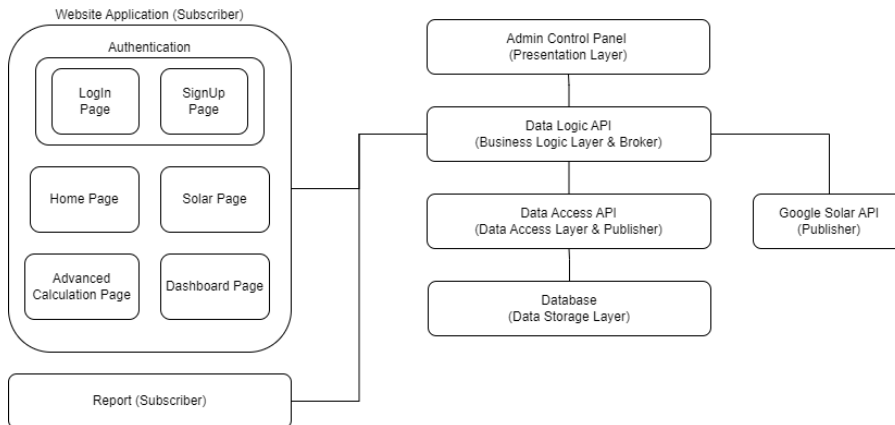 Website Application (Subscriber)
Authentication
LogIn
Page
SignUp
Page
Home Page
Solar Page
Advanced
Calculation Page
Dashboard Page
Report (Subscriber)
Admin Control Panel
(Presentation Layer)
Data Logic API
(Business Logic Layer & Broker)
Data Access API
(Data Access Layer & Publisher)
Database
(Data Storage Layer)
Google Solar API
(Publisher)